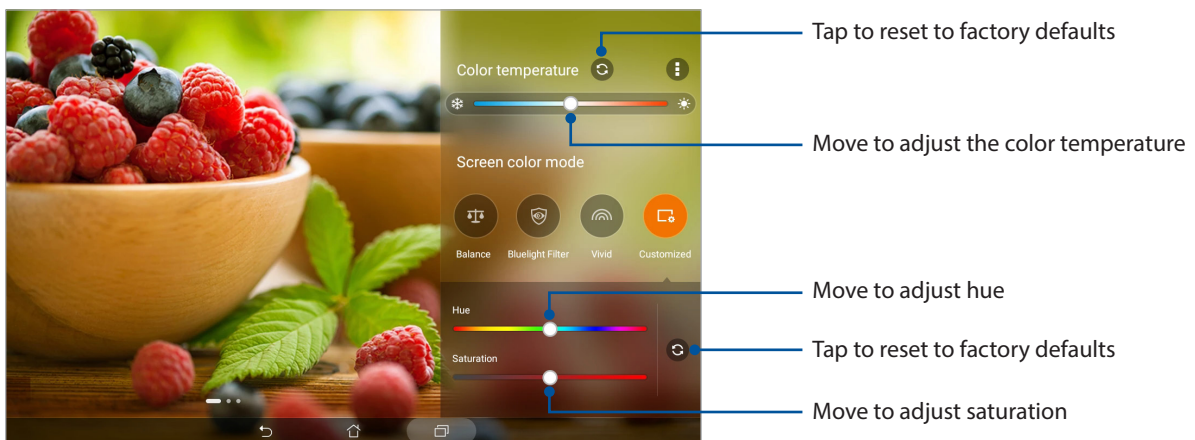 Tap to reset to factory defaults
Color temperature
Move to adjust the color temperature
Screen color mode
Balance Bluelight Filter Vivid Customized
Move to adjust hue
Hue
Tap to reset to factory defaults
Saturation
Move to adjust saturation